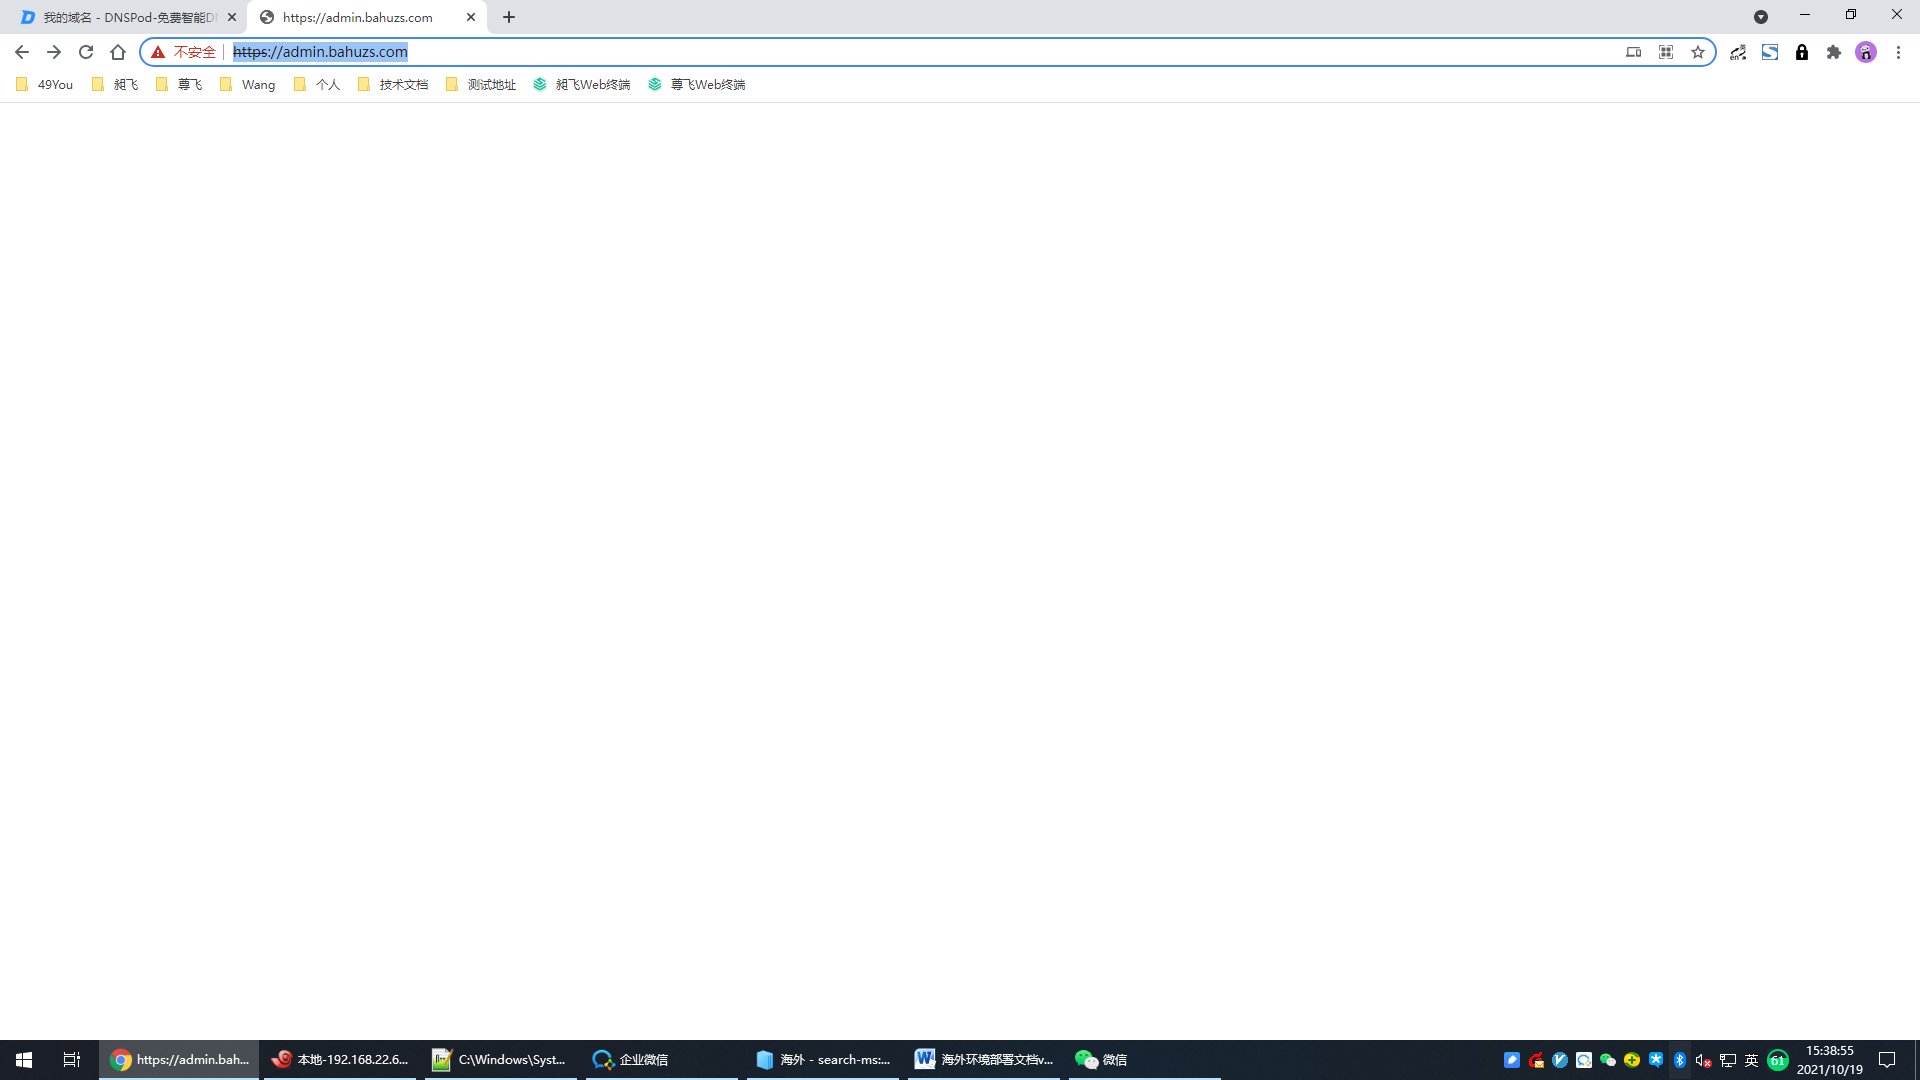 我的域名 - DNSPod-免费智能DN
https://admin.bahuzs.com
不安全 https://admin.bahuzs.com
49You 昶飞 尊飞 Wang 个人 技术文档 测试地址 昶飞Web终端 尊飞Web终端
https://admin.bah... 本地-192.168.22.6... C:\Windows\Syst... 企业微信 海外 - search-ms:... 海外环境部署文档v... 微信
英 61 15:38:55
2021/10/19